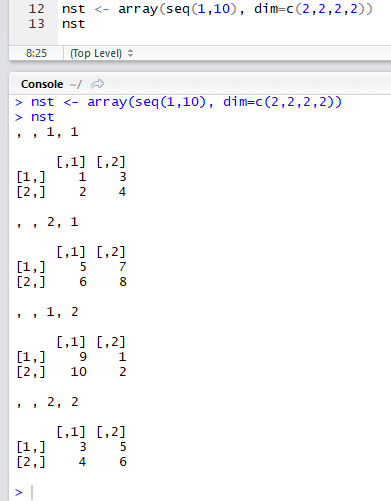 12 nst <- array(seq(1,10), dim=c(2,2,2,2))
13 nst
8:25 (Top Level)
Console ~/
> nst <- array(seq(1,10), dim=c(2,2,2,2))
> nst
, , 1, 1
[,1] [,2]
[1,] 1 3
[2,] 2 4
, , 2, 1
[,1] [,2]
[1,] 5 7
[2,] 6 8
, , 1, 2
[,1] [,2]
[1,] 9 1
[2,] 10 2
, , 2, 2
[,1] [,2]
[1,] 3 5
[2,] 4 6
>